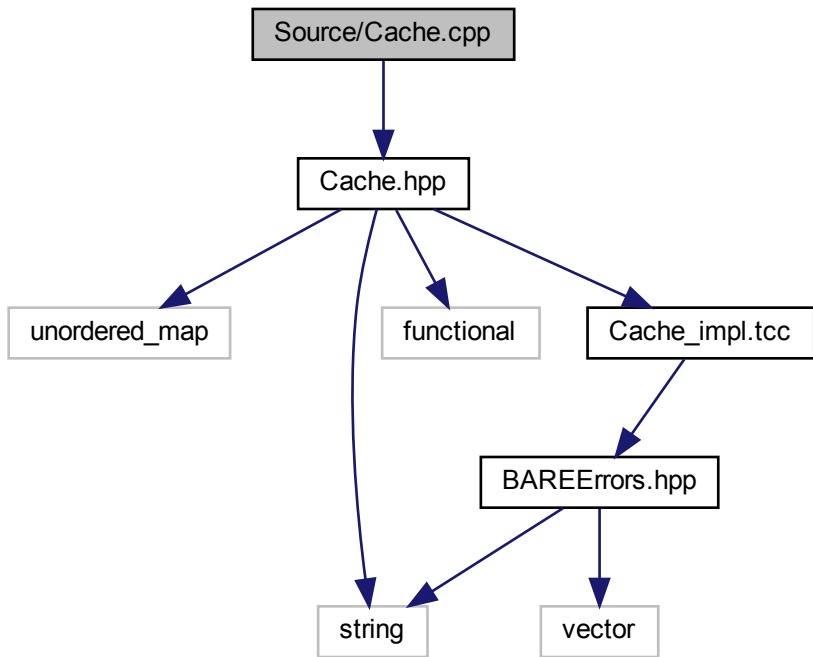 Source/Cache.cpp
Cache.hpp
unordered_map
functional
Cache_impl.tcc
BAREErrors.hpp
string
vector